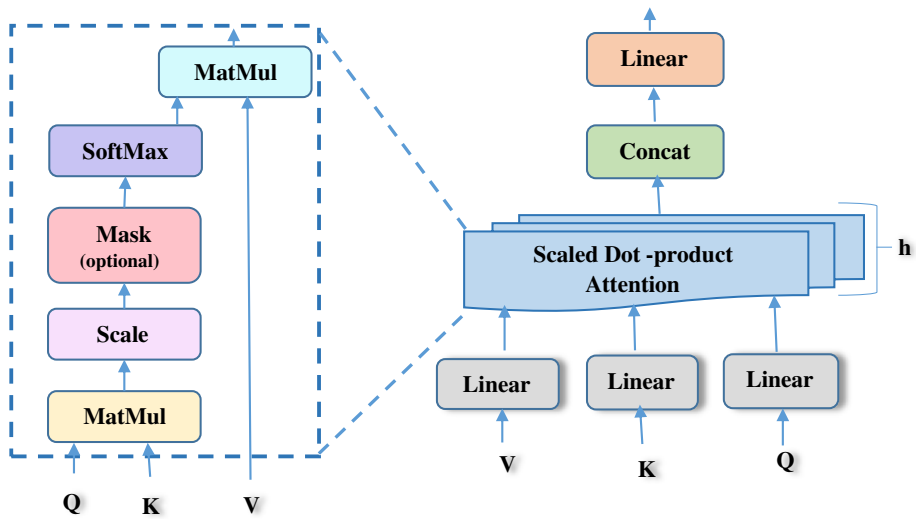 MatMul
SoftMax
Mask
(optional)
Scale
MatMul
Q
K
V
Linear
Concat
Scaled Dot -product
Attention
h
Linear
Linear
Linear
V
K
Q